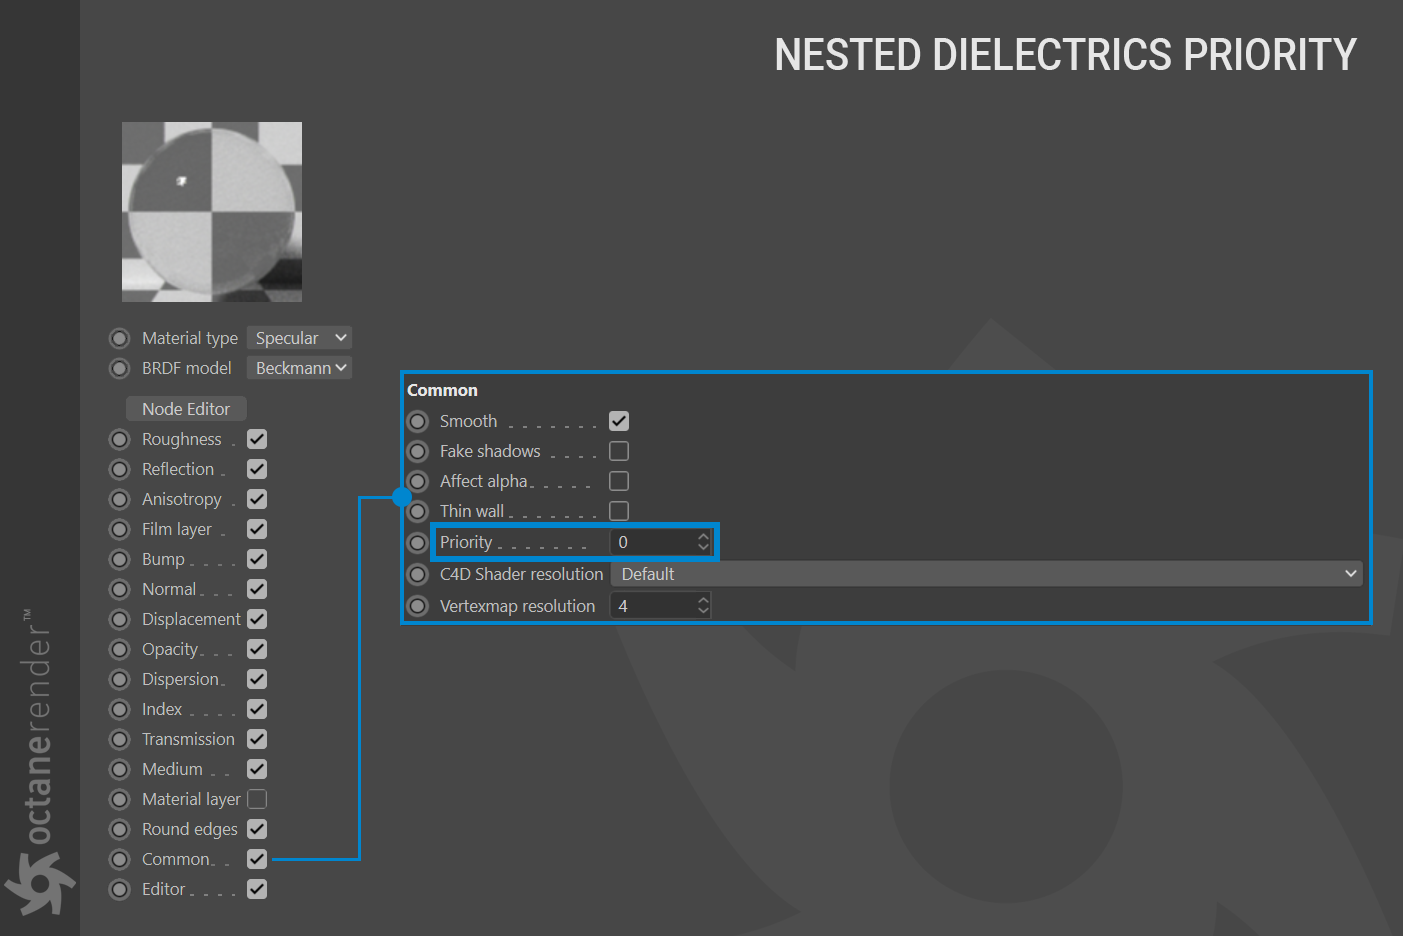 NESTED DIELECTRICS PRIORITY
Material type Specular
BRDF model Beckmann
Node Editor
Roughness
Reflection
Anisotropy
Film layer
Bump
Normal
Displacement
Opacity
Dispersion
Index
Transmission
Medium
Material layer
Round edges
Common
Editor
Common
Smooth
Fake shadows
Affect alpha
Thin wall
Priority 0
C4D Shader resolution Default
Vertexmap resolution 4
octanerender™